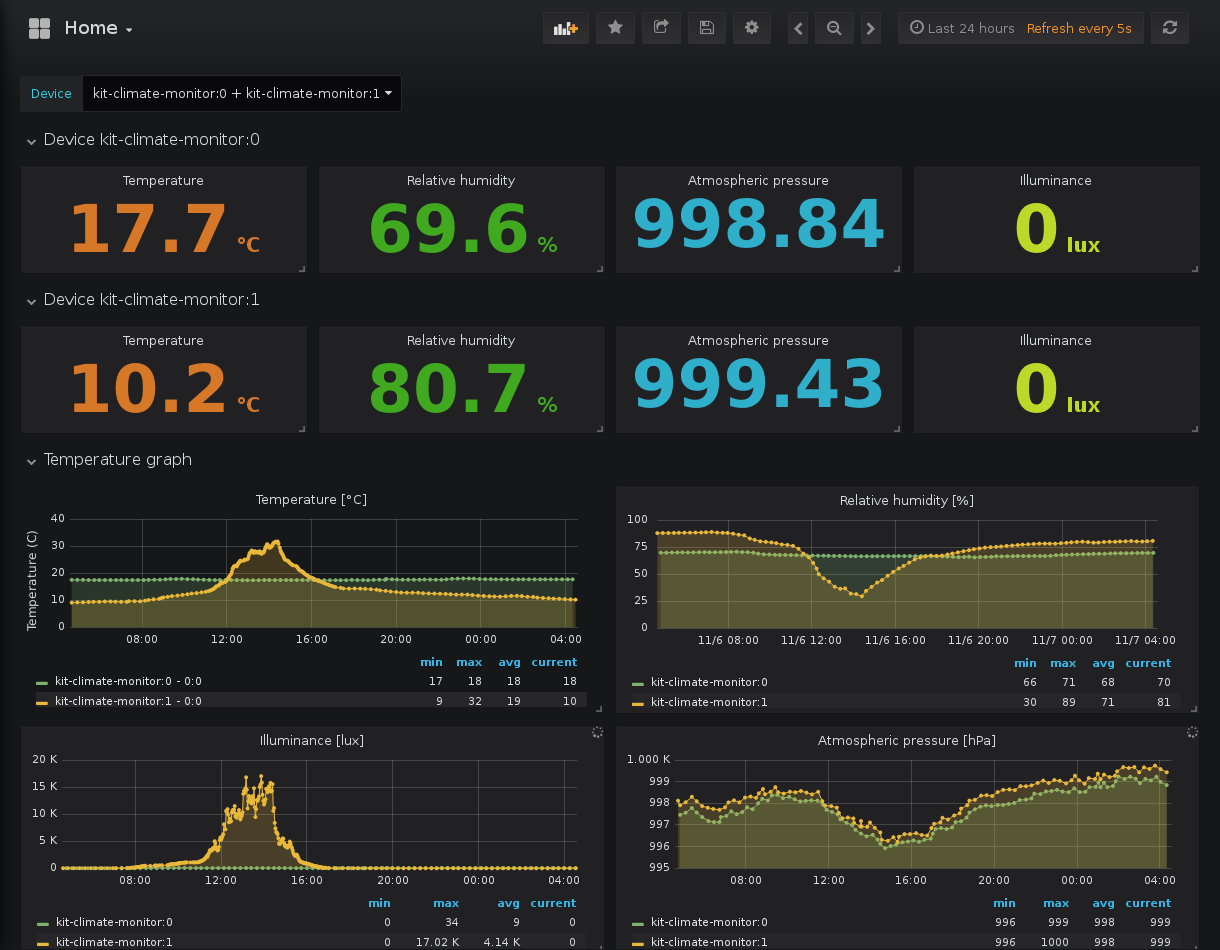 Home
Last 24 hours Refresh every 5s
Device kit-climate-monitor:0 + kit-climate-monitor:1
Device kit-climate-monitor:0
Temperature Relative humidity Atmospheric pressure Illuminance
17.7 °C 69.6 % 998.84 0 lux
Device kit-climate-monitor:1
Temperature Relative humidity Atmospheric pressure Illuminance
10.2 °C 80.7 % 999.43 0 lux
Temperature graph
Temperature [°C]
Temperature (C)
40
30
20
10
0
08:00 12:00 16:00 20:00 00:00 04:00
min max avg current
kit-climate-monitor:0 - 0:0 17 18 18 18
kit-climate-monitor:1 - 0:0 9 32 19 10
Relative humidity [%]
100
75
50
25
0
11/6 08:00 11/6 12:00 11/6 16:00 11/6 20:00 11/7 00:00 11/7 04:00
min max avg current
kit-climate-monitor:0 66 71 68 70
kit-climate-monitor:1 30 89 71 81
Illuminance [lux]
20 K
15 K
10 K
5 K
0
08:00 12:00 16:00 20:00 00:00 04:00
min max avg current
kit-climate-monitor:0 0 34 9 0
kit-climate-monitor:1 0 17.02 K 4.14 K 0
Atmospheric pressure [hPa]
1.000 K
999
998
997
996
995
08:00 12:00 16:00 20:00 00:00 04:00
min max avg current
kit-climate-monitor:0 996 999 998 999
kit-climate-monitor:1 996 1000 998 999